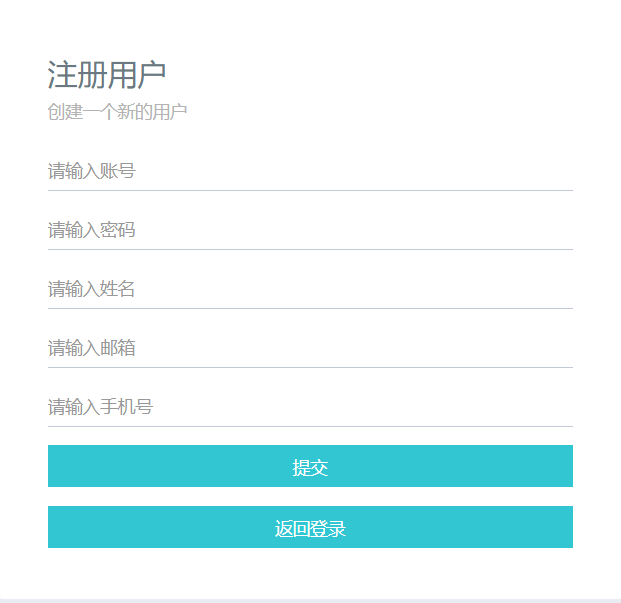 注册用户
创建一个新的用户
请输入账号
请输入密码
请输入姓名
请输入邮箱
请输入手机号
提交
返回登录